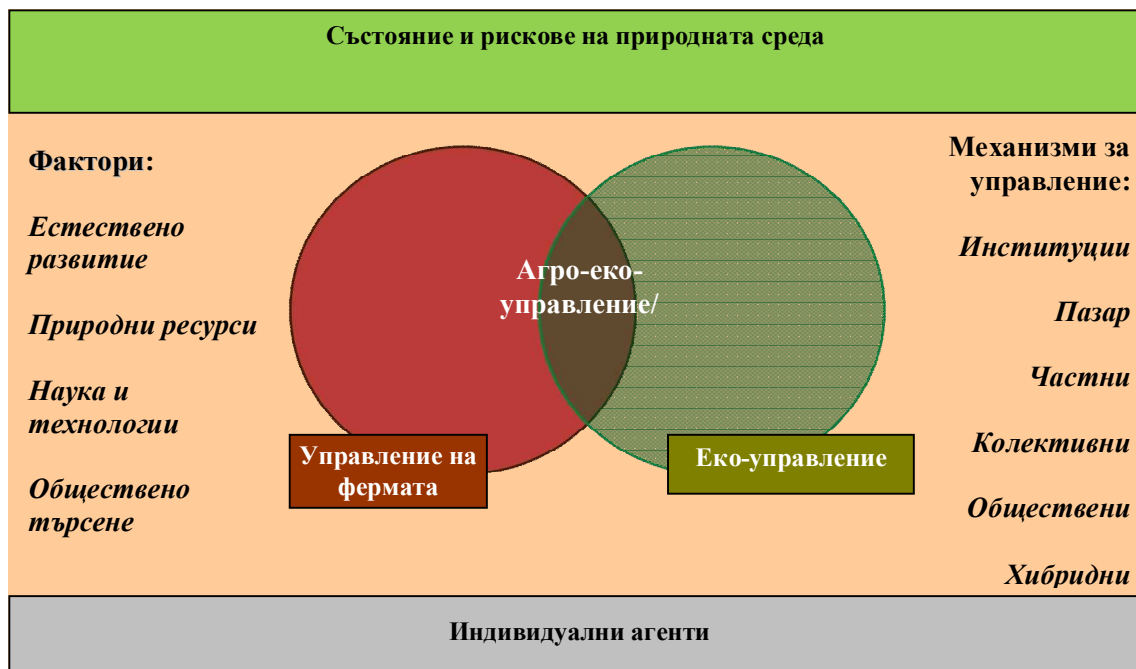 Състояние и рискове на природната среда
Фактори:
Естествено
развитие
Природни ресурси
Наука и
технологии
Обществено
търсене
Агро-еко-
управление/
Управление на
фермата
Еко-управление
Механизми за
управление:
Институции
Пазар
Частни
Колективни
Обществени
Хибридни
Индивидуални агенти